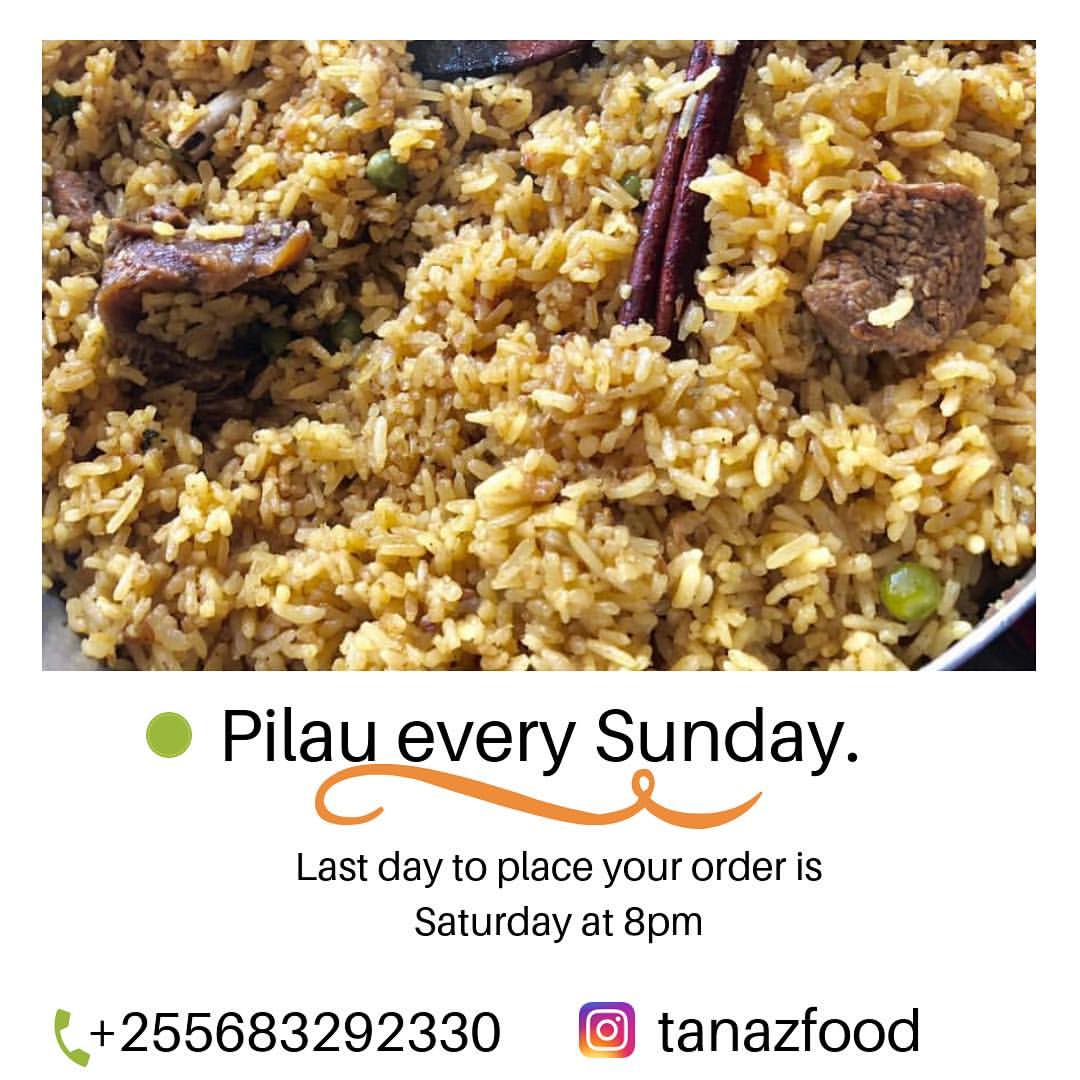 Pilau every Sunday.
Last day to place your order is
Saturday at 8pm
+255683292330
tanazfood